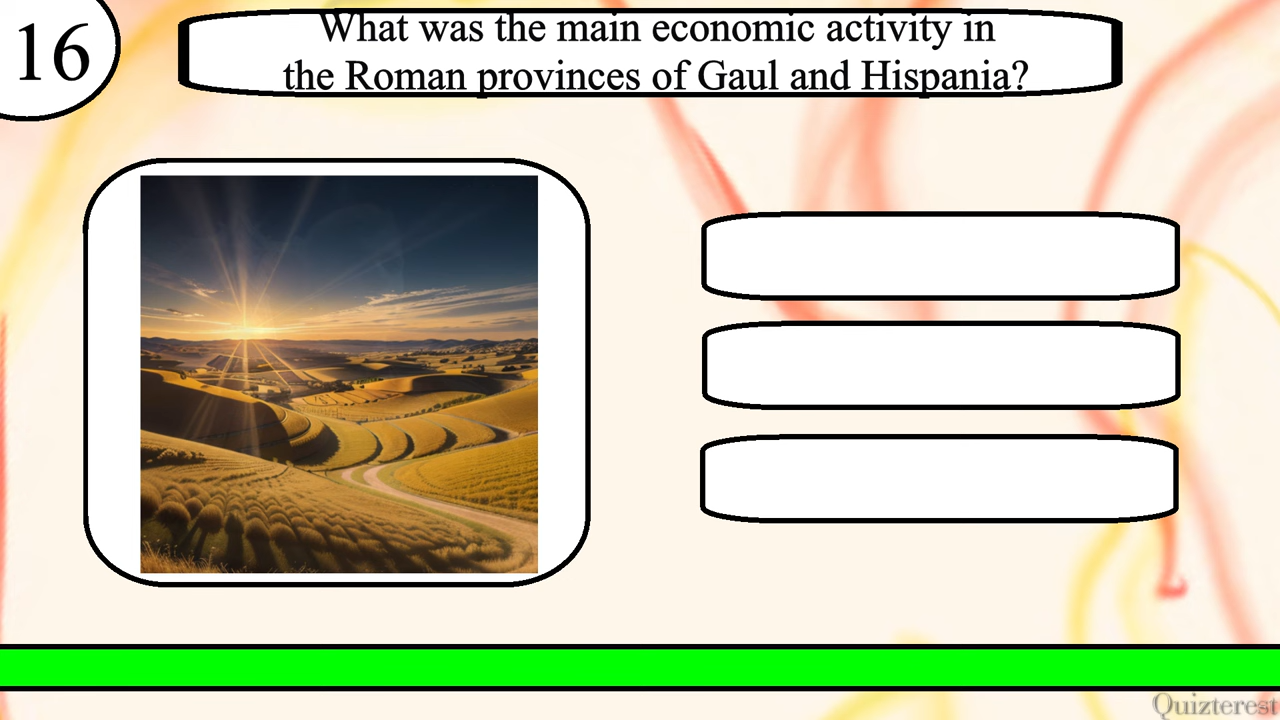 16
What was the main economic activity in
the Roman provinces of Gaul and Hispania?
Quizterest